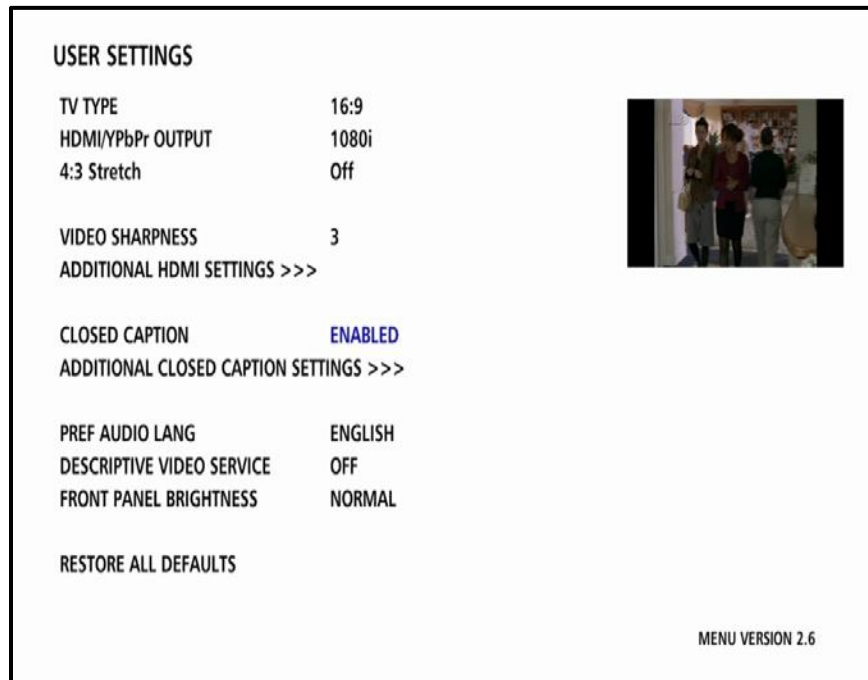 USER SETTINGS
TV TYPE 16:9
HDMI/YPbPr OUTPUT 1080i
4:3 Stretch Off
VIDEO SHARPNESS 3
ADDITIONAL HDMI SETTINGS >>>
CLOSED CAPTION ENABLED
ADDITIONAL CLOSED CAPTION SETTINGS >>>
PREF AUDIO LANG ENGLISH
DESCRIPTIVE VIDEO SERVICE OFF
FRONT PANEL BRIGHTNESS NORMAL
RESTORE ALL DEFAULTS
MENU VERSION 2.6